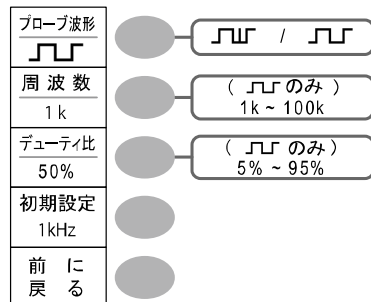 プローブ波形
/
周波数
1k
( のみ )
1k ~ 100k
デューティ比
50%
( のみ )
5% ~ 95%
初期設定
1kHz
前に
戻る